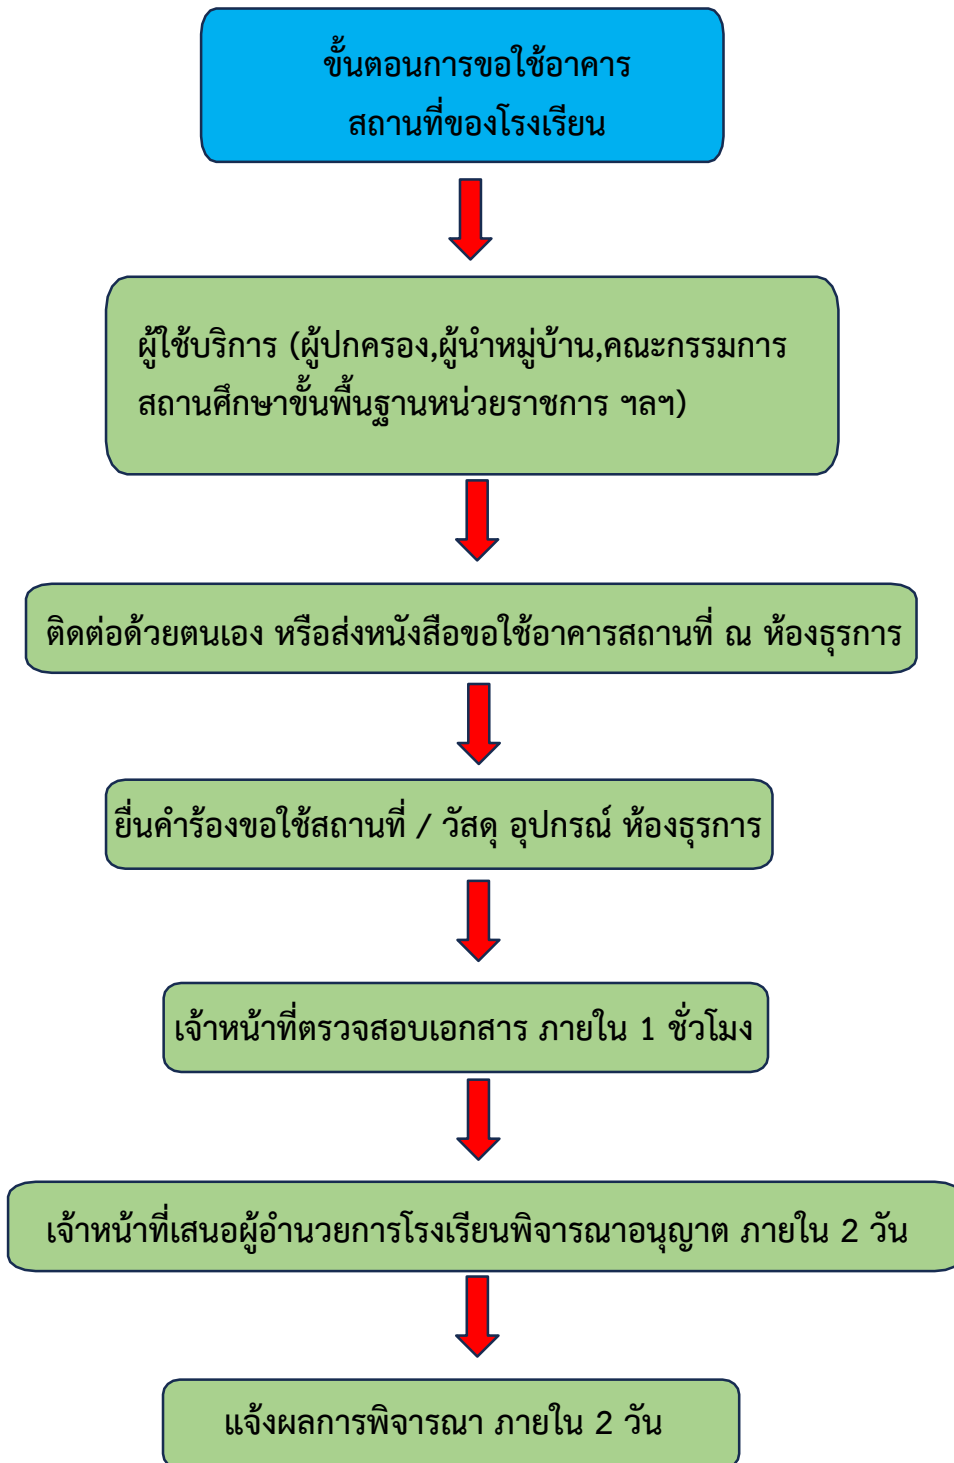 ขั้นตอนการขอใช้อาคาร
สถานที่ของโรงเรียน
ผู้ใช้บริการ (ผู้ปกครอง,ผู้นำหมู่บ้าน,คณะกรรมการ
สถานศึกษาขั้นพื้นฐานหน่วยราชการ ฯลฯ)
ติดต่อด้วยตนเอง หรือส่งหนังสือขอใช้อาคารสถานที่ ณ ห้องธุรการ
ยื่นคำร้องขอใช้สถานที่ / วัสดุ อุปกรณ์ ห้องธุรการ
เจ้าหน้าที่ตรวจสอบเอกสาร ภายใน 1 ชั่วโมง
เจ้าหน้าที่เสนอผู้อำนวยการโรงเรียนพิจารณาอนุญาต ภายใน 2 วัน
แจ้งผลการพิจารณา ภายใน 2 วัน